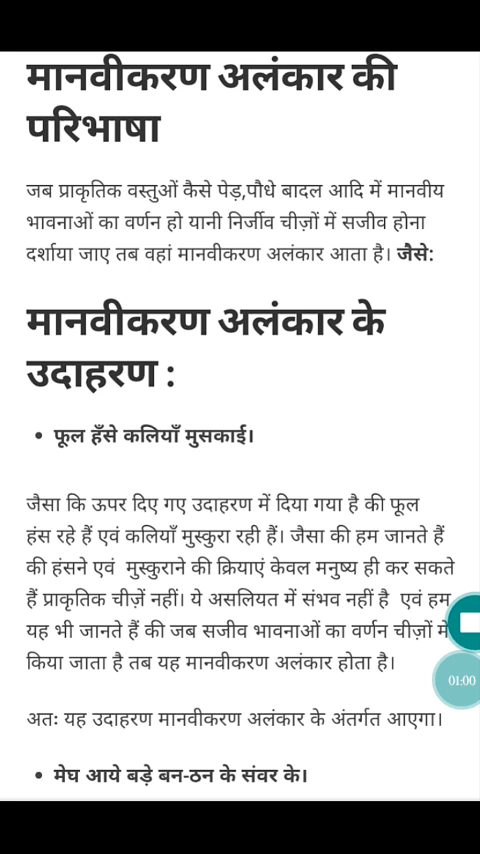 मानवीकरण अलंकार की
परिभाषा
जब प्राकृतिक वस्तुओं कैसे पेड़,पौधे बादल आदि में मानवीय
भावनाओं का वर्णन हो यानी निर्जीव चीज़ों में सजीव होना
दर्शाया जाए तब वहां मानवीकरण अलंकार आता है। जैसे:
मानवीकरण अलंकार के
उदाहरण :
• फूल हँसे कलियाँ मुसकाई।
जैसा कि ऊपर दिए गए उदाहरण में दिया गया है की फूल
हंस रहे हैं एवं कलियाँ मुस्कुरा रही हैं। जैसा की हम जानते हैं
की हंसने एवं मुस्कुराने की क्रियाएं केवल मनुष्य ही कर सकते
हैं प्राकृतिक चीज़ें नहीं। ये असलियत में संभव नहीं है एवं हम
यह भी जानते हैं की जब सजीव भावनाओं का वर्णन चीज़ों में
किया जाता है तब यह मानवीकरण अलंकार होता है।
01:00
अतः यह उदाहरण मानवीकरण अलंकार के अंतर्गत आएगा।
• मेघ आये बड़े बन-ठन के संवर के।